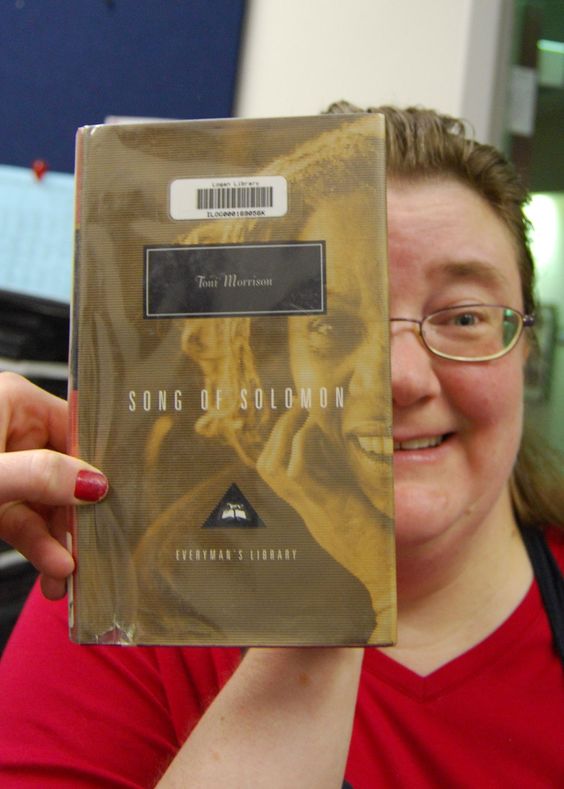 Logan Library
Toni Morrison
SONG OF SOLOMON
EVERYMAN'S LIBRARY